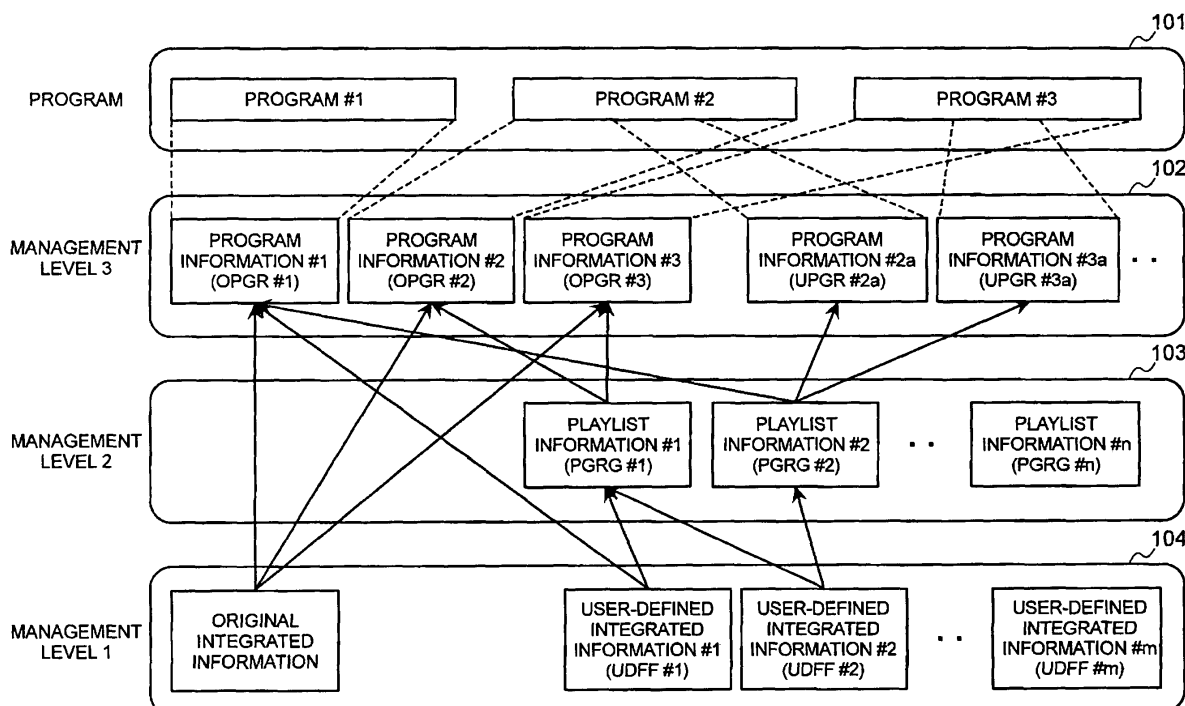 101
PROGRAM
PROGRAM #1
PROGRAM #2
PROGRAM #3
102
MANAGEMENT
LEVEL 3
PROGRAM
INFORMATION #1
(OPGR #1)
PROGRAM
INFORMATION #2
(OPGR #2)
PROGRAM
INFORMATION #3
(OPGR #3)
PROGRAM
INFORMATION #2a
(UPGR #2a)
PROGRAM
INFORMATION #3a
(UPGR #3a)
103
MANAGEMENT
LEVEL 2
PLAYLIST
INFORMATION #1
(PGRG #1)
PLAYLIST
INFORMATION #2
(PGRG #2)
PLAYLIST
INFORMATION #n
(PGRG #n)
104
MANAGEMENT
LEVEL 1
ORIGINAL
INTEGRATED
INFORMATION
USER-DEFINED
INTEGRATED
INFORMATION #1
(UDFF #1)
USER-DEFINED
INTEGRATED
INFORMATION #2
(UDFF #2)
USER-DEFINED
INTEGRATED
INFORMATION #m
(UDFF #m)